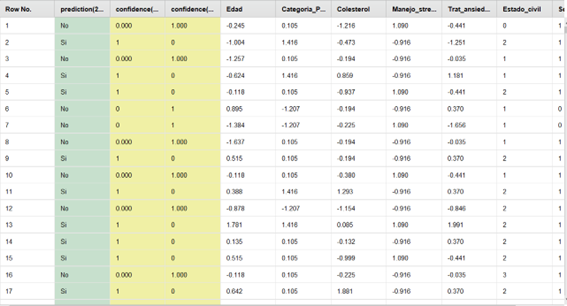 Row No. prediction(2... confidence(... confidence(... Edad Categoria_P... Colesterol Manejo_stre... Trat_ansied... Estado_civil Se
1 No 0.000 1.000 -0.245 0.105 -1.216 1.090 -0.441 0 1
2 Si 1 0 -1.004 1.416 -0.473 -0.916 -1.251 2 1
3 No 0.000 1.000 -1.257 0.105 -0.194 -0.916 -0.035 1 1
4 Si 1 0 -0.624 1.416 0.859 -0.916 1.181 1 1
5 Si 1 0 -0.118 0.105 -0.937 1.090 -0.441 2 1
6 No 0 1 0.895 -1.207 -0.194 -0.916 0.370 1 0
7 No 0 1 -1.384 -1.207 -0.225 1.090 -1.656 1 0
8 No 0.000 1.000 -1.637 0.105 -0.194 -0.916 -0.035 1 1
9 Si 1 0 0.515 0.105 -0.194 -0.916 0.370 2 1
10 No 0.000 1.000 -0.118 0.105 -0.380 1.090 -0.441 1 1
11 Si 1 0 0.388 1.416 1.293 -0.916 0.370 2 1
12 No 0.000 1.000 -0.878 -1.207 -1.154 -0.916 -0.846 2 1
13 Si 1 0 1.781 1.416 0.085 1.090 1.991 2 1
14 Si 1 0 0.135 0.105 -0.132 -0.916 0.370 2 1
15 Si 1 0 0.515 0.105 -0.999 1.090 -0.441 2 1
16 No 0.000 1.000 -0.118 0.105 -0.225 -0.916 -0.035 3 1
17 Si 1 0 0.642 0.105 1.881 -0.916 0.370 2 1